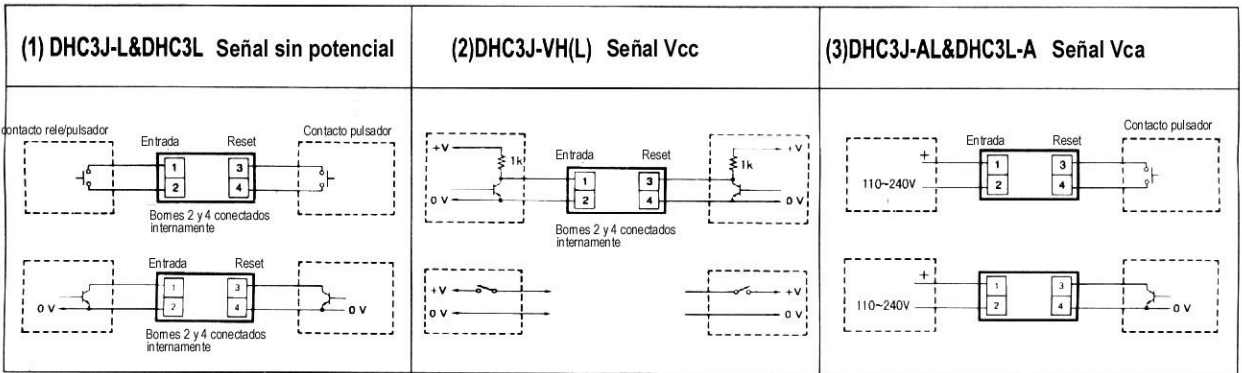 (1) DHC3J-L&DHC3L Señal sin potencial
contacto rele/pulsador
Entrada
Reset
Contacto pulsador
1
3
2
4
Bornes 2 y 4 conectados
internamente
Entrada
Reset
1
3
0 V
2
4
0 V
Bornes 2 y 4 conectados
internamente
(2)DHC3J-VH(L) Señal Vcc
+V
1k
Entrada
Reset
+V
1k
1
3
0 V
2
4
0 V
Bornes 2 y 4 conectados
internamente
+V
+V
0 V
0 V
(3)DHC3J-AL&DHC3L-A Señal Vca
Contacto pulsador
Entrada
Reset
+
1
3
110~240V
2
4
+
1
3
110~240V
2
4
0 V